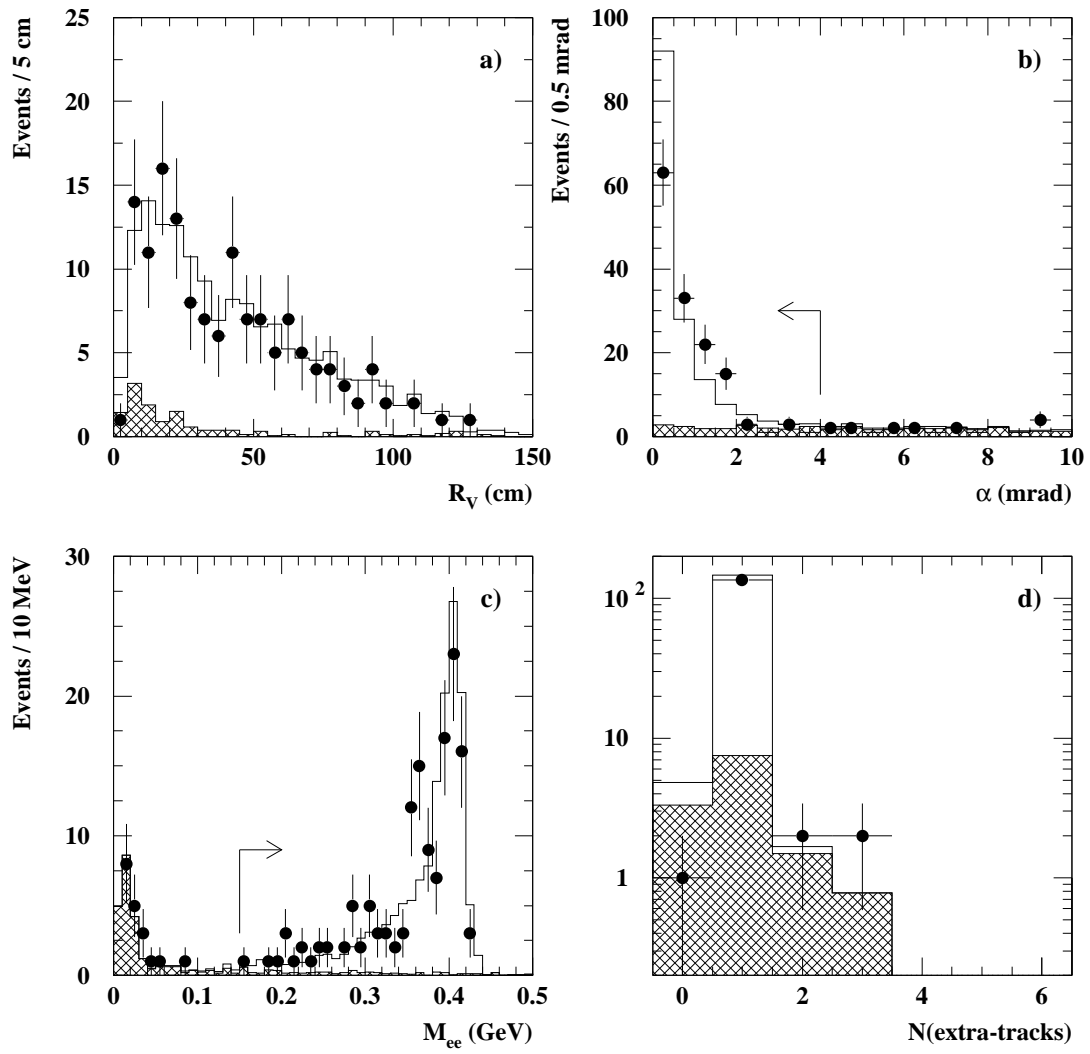 Events / 5 cm
25
20
15
10
5
0
a)
0 50 100 150
R_V (cm)
Events / 0.5 mrad
100
80
60
40
20
0
b)
0 2 4 6 8 10
α (mrad)
Events / 10 MeV
30
20
10
0
c)
0 0.1 0.2 0.3 0.4 0.5
M_ee (GeV)
10²
10
1
d)
0 2 4 6
N(extra-tracks)